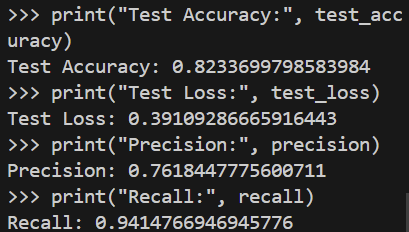 >>> print("Test Accuracy:", test_acc
uracy)
Test Accuracy: 0.8233699798583984
>>> print("Test Loss:", test_loss)
Test Loss: 0.39109286665916443
>>> print("Precision:", precision)
Precision: 0.7618447775600711
>>> print("Recall:", recall)
Recall: 0.9414766946945776